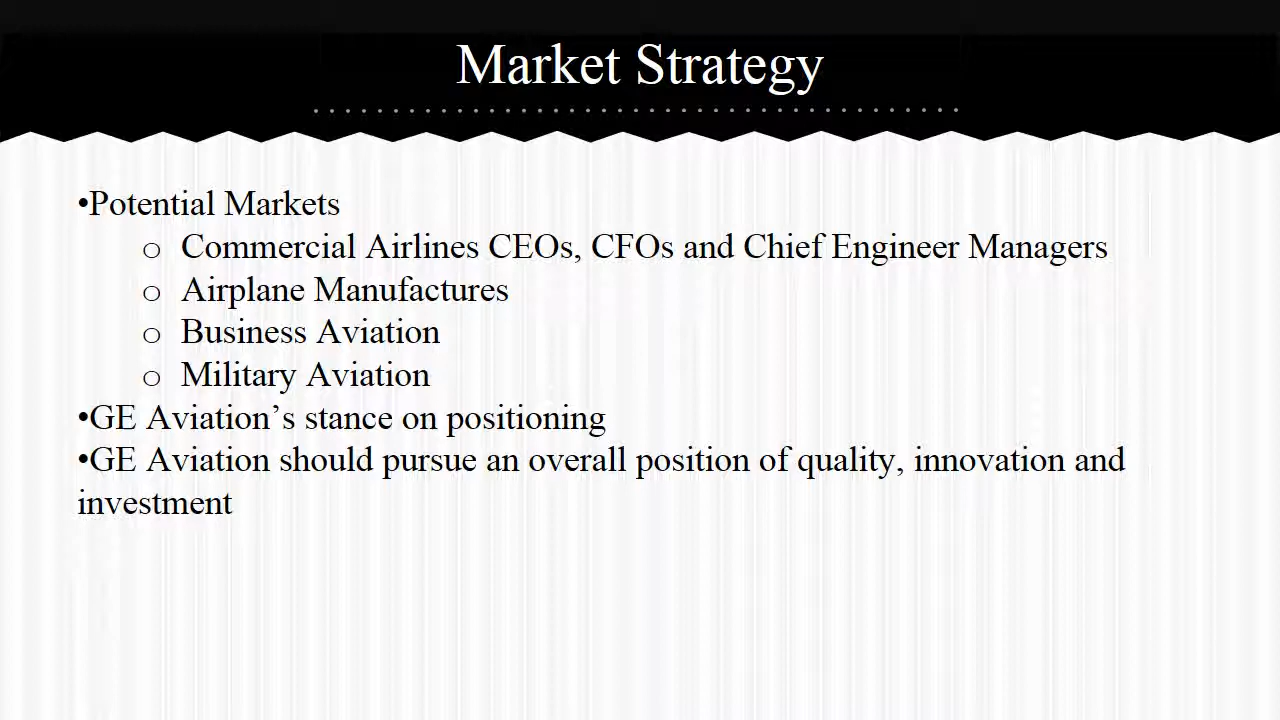 Market Strategy
•Potential Markets
o Commercial Airlines CEOs, CFOs and Chief Engineer Managers
o Airplane Manufactures
o Business Aviation
o Military Aviation
•GE Aviation’s stance on positioning
•GE Aviation should pursue an overall position of quality, innovation and
investment